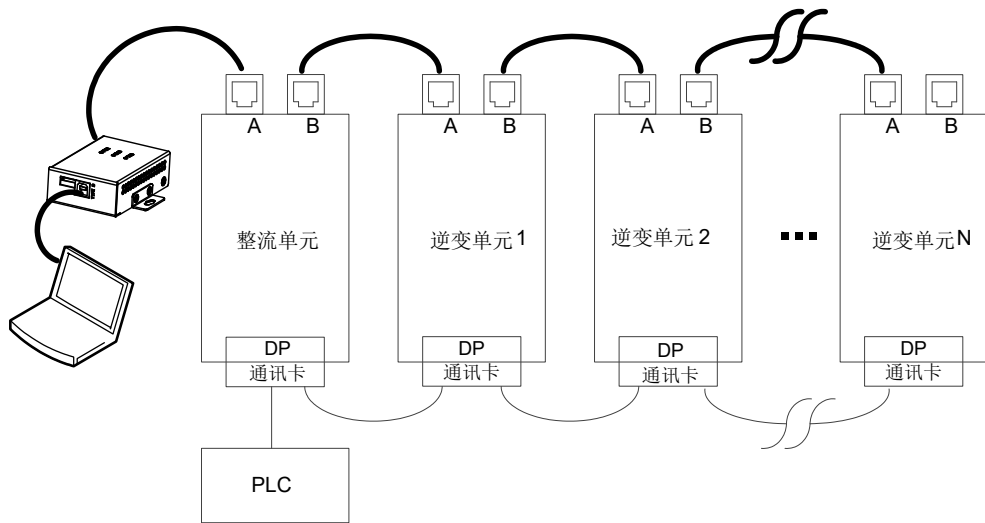 A B A B A B A B
整流单元 逆变单元1 逆变单元2 ... 逆变单元N
DP DP DP DP
通讯卡 通讯卡 通讯卡 通讯卡
PLC